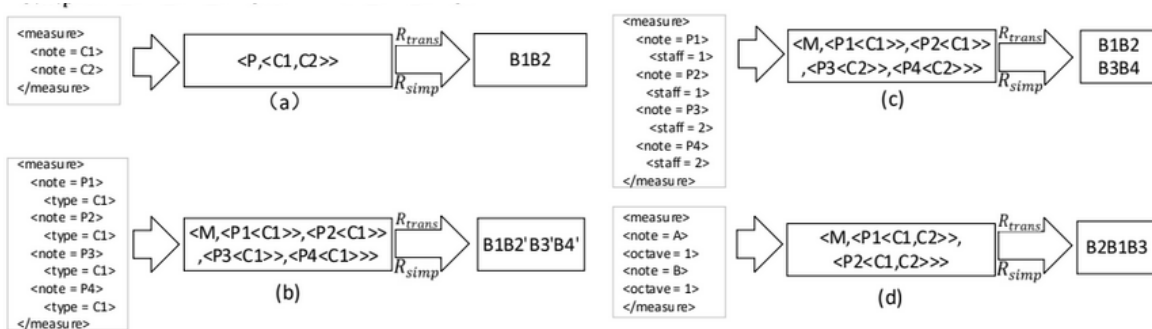 <measure>
<note = C1>
<note = C2>
</measure>
<P,<C1,C2>>
R_trans
R_simp
B1B2
(a)
<measure>
<note = P1>
<type = C1>
<note = P2>
<type = C1>
<note = P3>
<type = C1>
<note = P4>
<type = C1>
</measure>
<M,<P1<C1>>,<P2<C1>>
,<P3<C1>>,<P4<C1>>>
R_trans
R_simp
B1B2'B3'B4'
(b)
<measure>
<note = P1>
<staff = 1>
<note = P2>
<staff = 1>
<note = P3>
<staff = 2>
<note = P4>
<staff = 2>
</measure>
<M,<P1<C1>>,<P2<C1>>
,<P3<C2>>,<P4<C2>>>
R_trans
R_simp
B1B2
B3B4
(c)
<measure>
<note = A>
<octave = 1>
<note = B>
<octave = 1>
</measure>
<M,<P1<C1,C2>>,
<P2<C1,C2>>>
R_trans
R_simp
B2B1B3
(d)